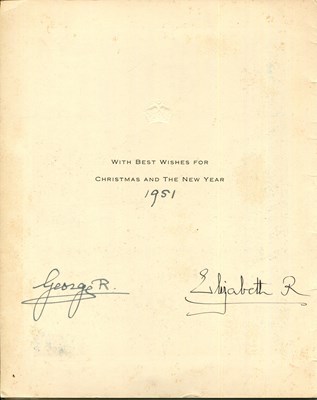 With Best Wishes for
Christmas and The New Year
1951
George R.
Elizabeth R